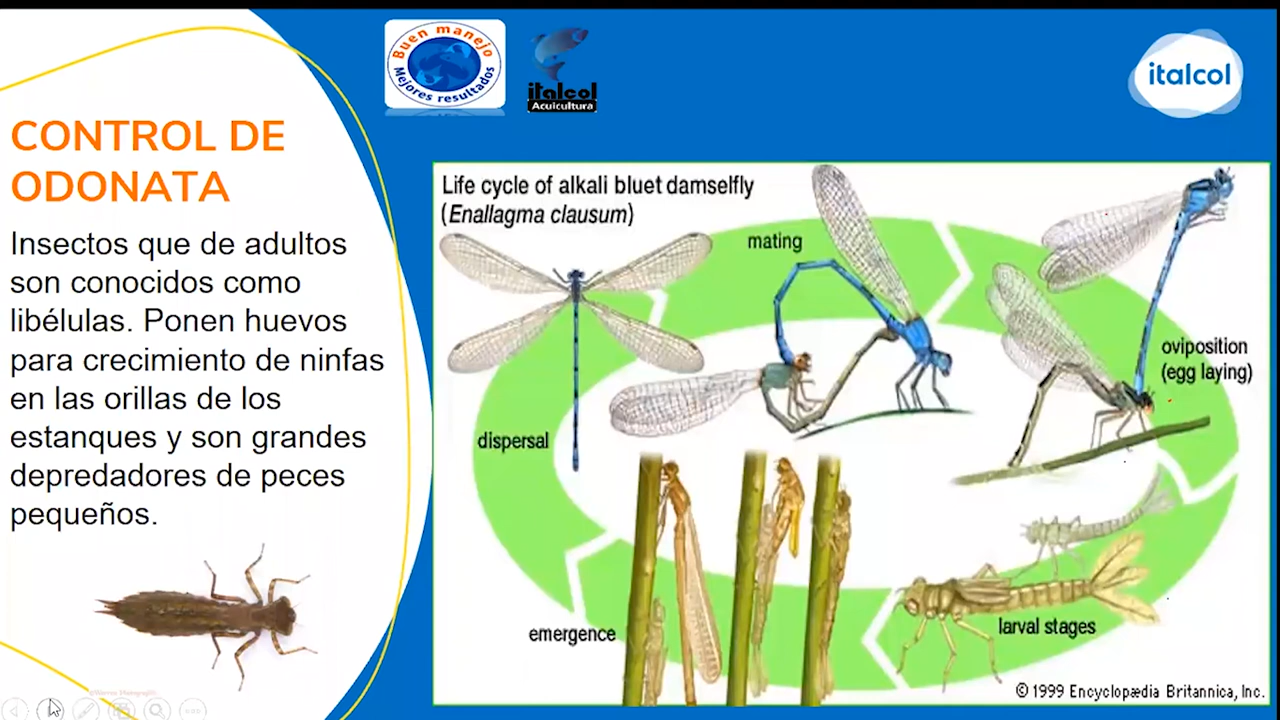 Buen manejo
Mejores resultados
italcol
Acuicultura
italcol
CONTROL DE
ODONATA
Insectos que de adultos
son conocidos como
libélulas. Ponen huevos
para crecimiento de ninfas
en las orillas de los
estanques y son grandes
depredadores de peces
pequeños.
Life cycle of alkali bluet damselfly
(Enallagma clausum)
mating
oviposition
(egg laying)
dispersal
emergence
larval stages
© 1999 Encyclopædia Britannica, Inc.